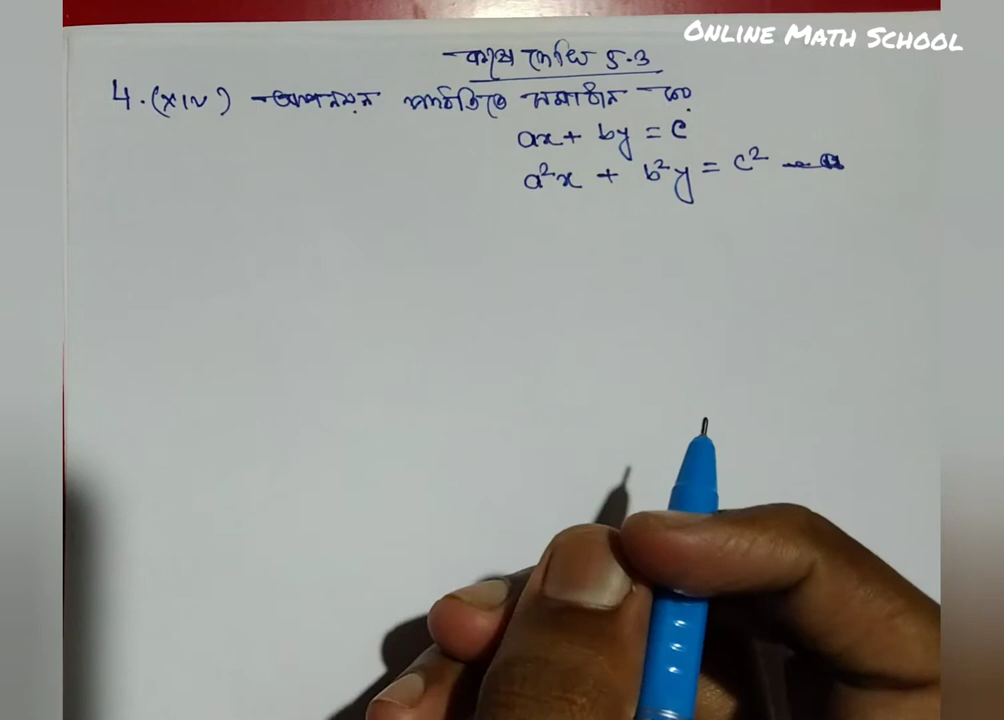 ONLINE MATH SCHOOL
কষে দেখি 5.3
4. (XIV) অপনয়ন পদ্ধতিতে সমাধান করো
ax + by = c
a²x + b²y = c²